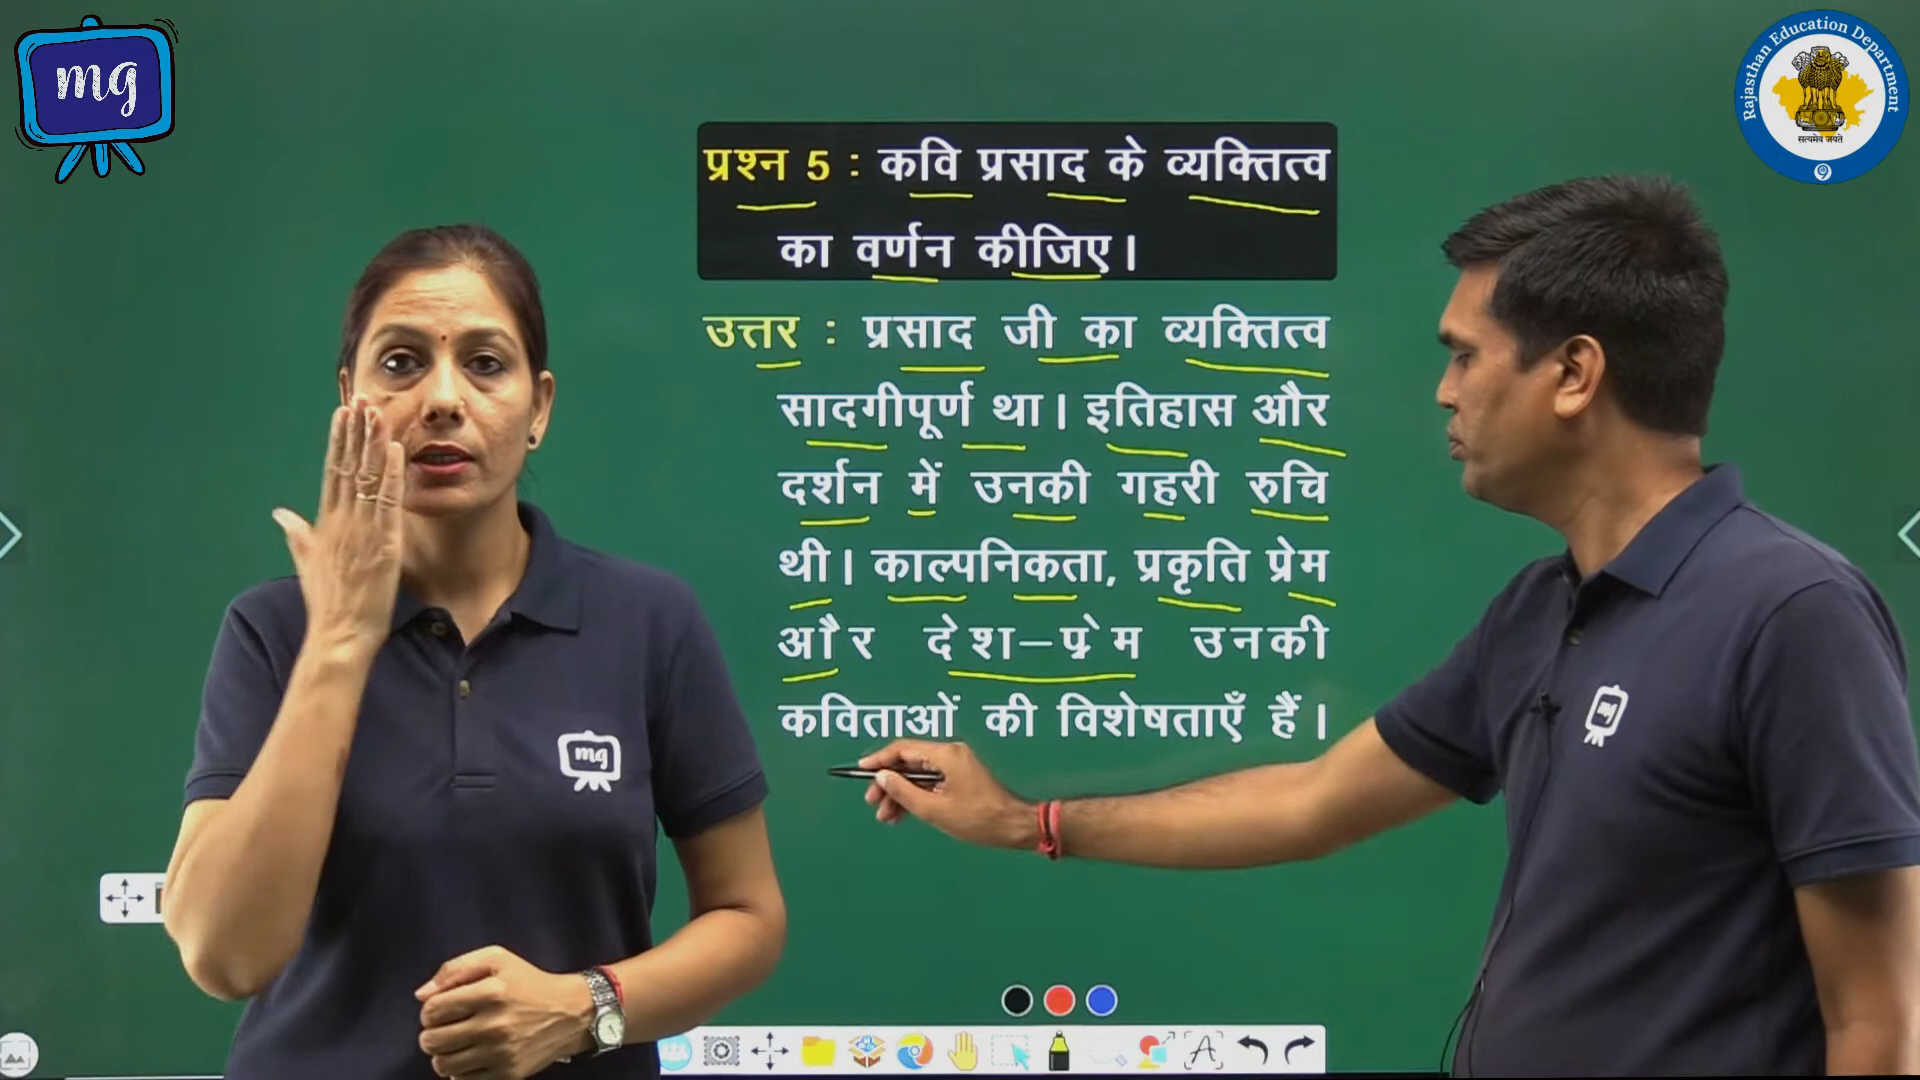 mg
Rajasthan Education Department
सत्यमेव जयते
प्रश्न 5 : कवि प्रसाद के व्यक्तित्व
का वर्णन कीजिए।
उत्तर : प्रसाद जी का व्यक्तित्व
सादगीपूर्ण था। इतिहास और
दर्शन में उनकी गहरी रुचि
थी। काल्पनिकता, प्रकृति प्रेम
और देश–प्रेम उनकी
कविताओं की विशेषताएँ हैं।
mg
mg
A